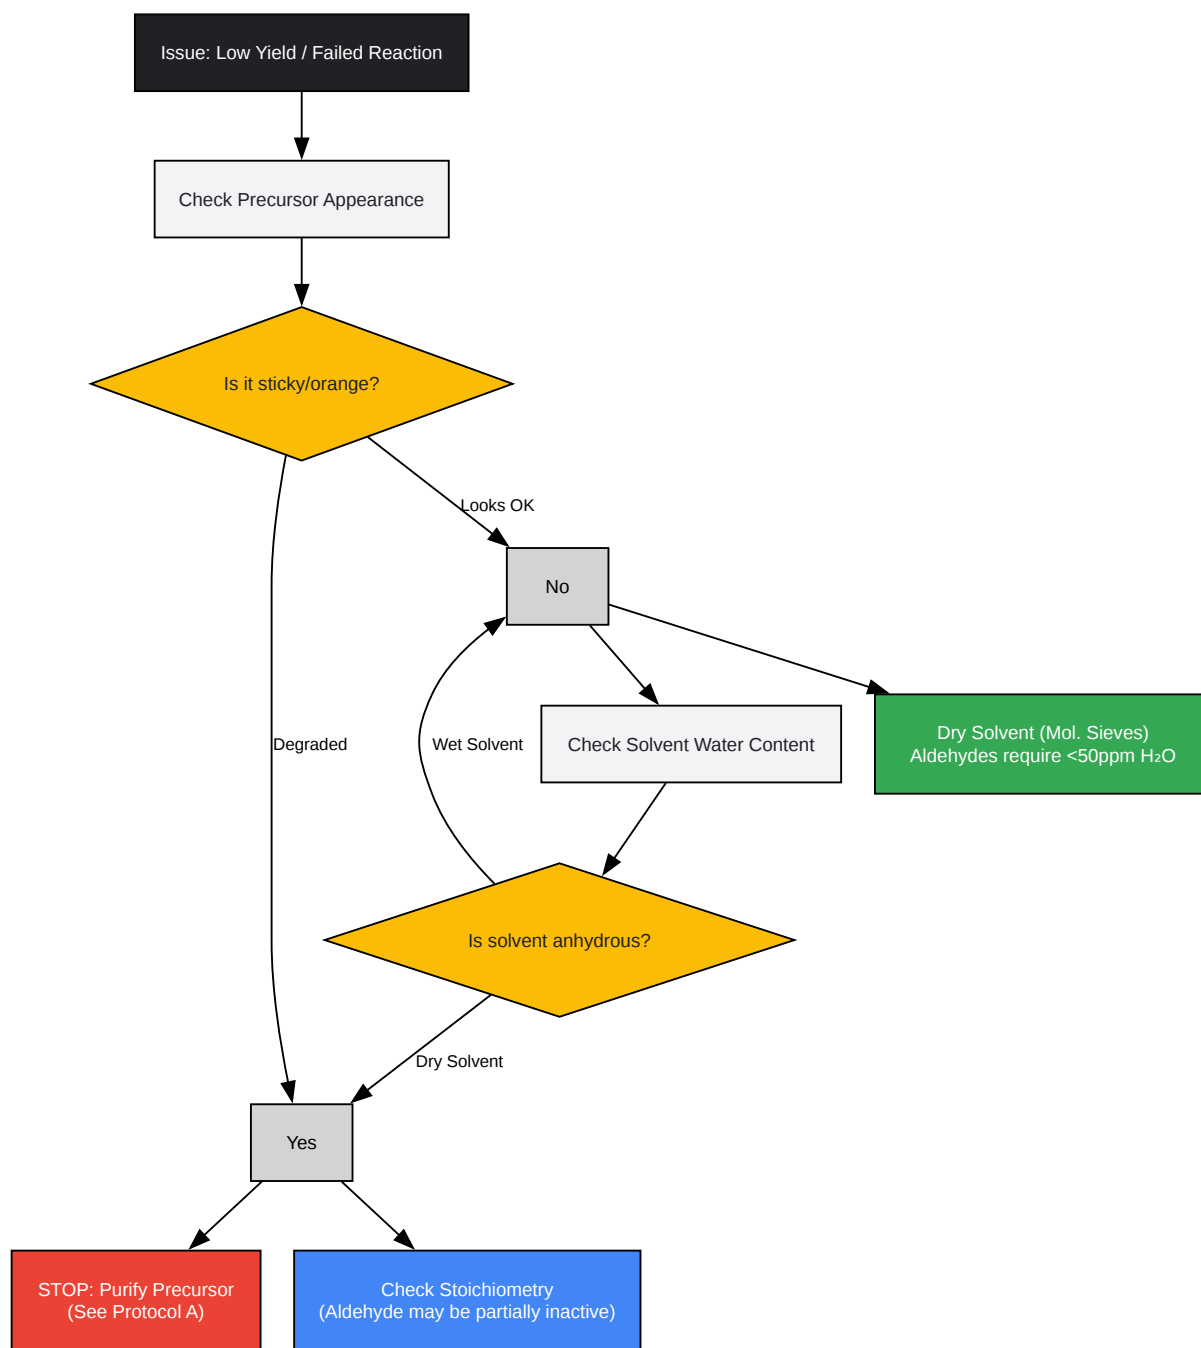 Issue: Low Yield / Failed Reaction
Check Precursor Appearance
Is it sticky/orange?
Looks OK
No
Degraded
Wet Solvent
Check Solvent Water Content
Dry Solvent (Mol. Sieves)
Aldehydes require <50ppm H₂O
Is solvent anhydrous?
Dry Solvent
Yes
STOP: Purify Precursor
(See Protocol A)
Check Stoichiometry
(Aldehyde may be partially inactive)